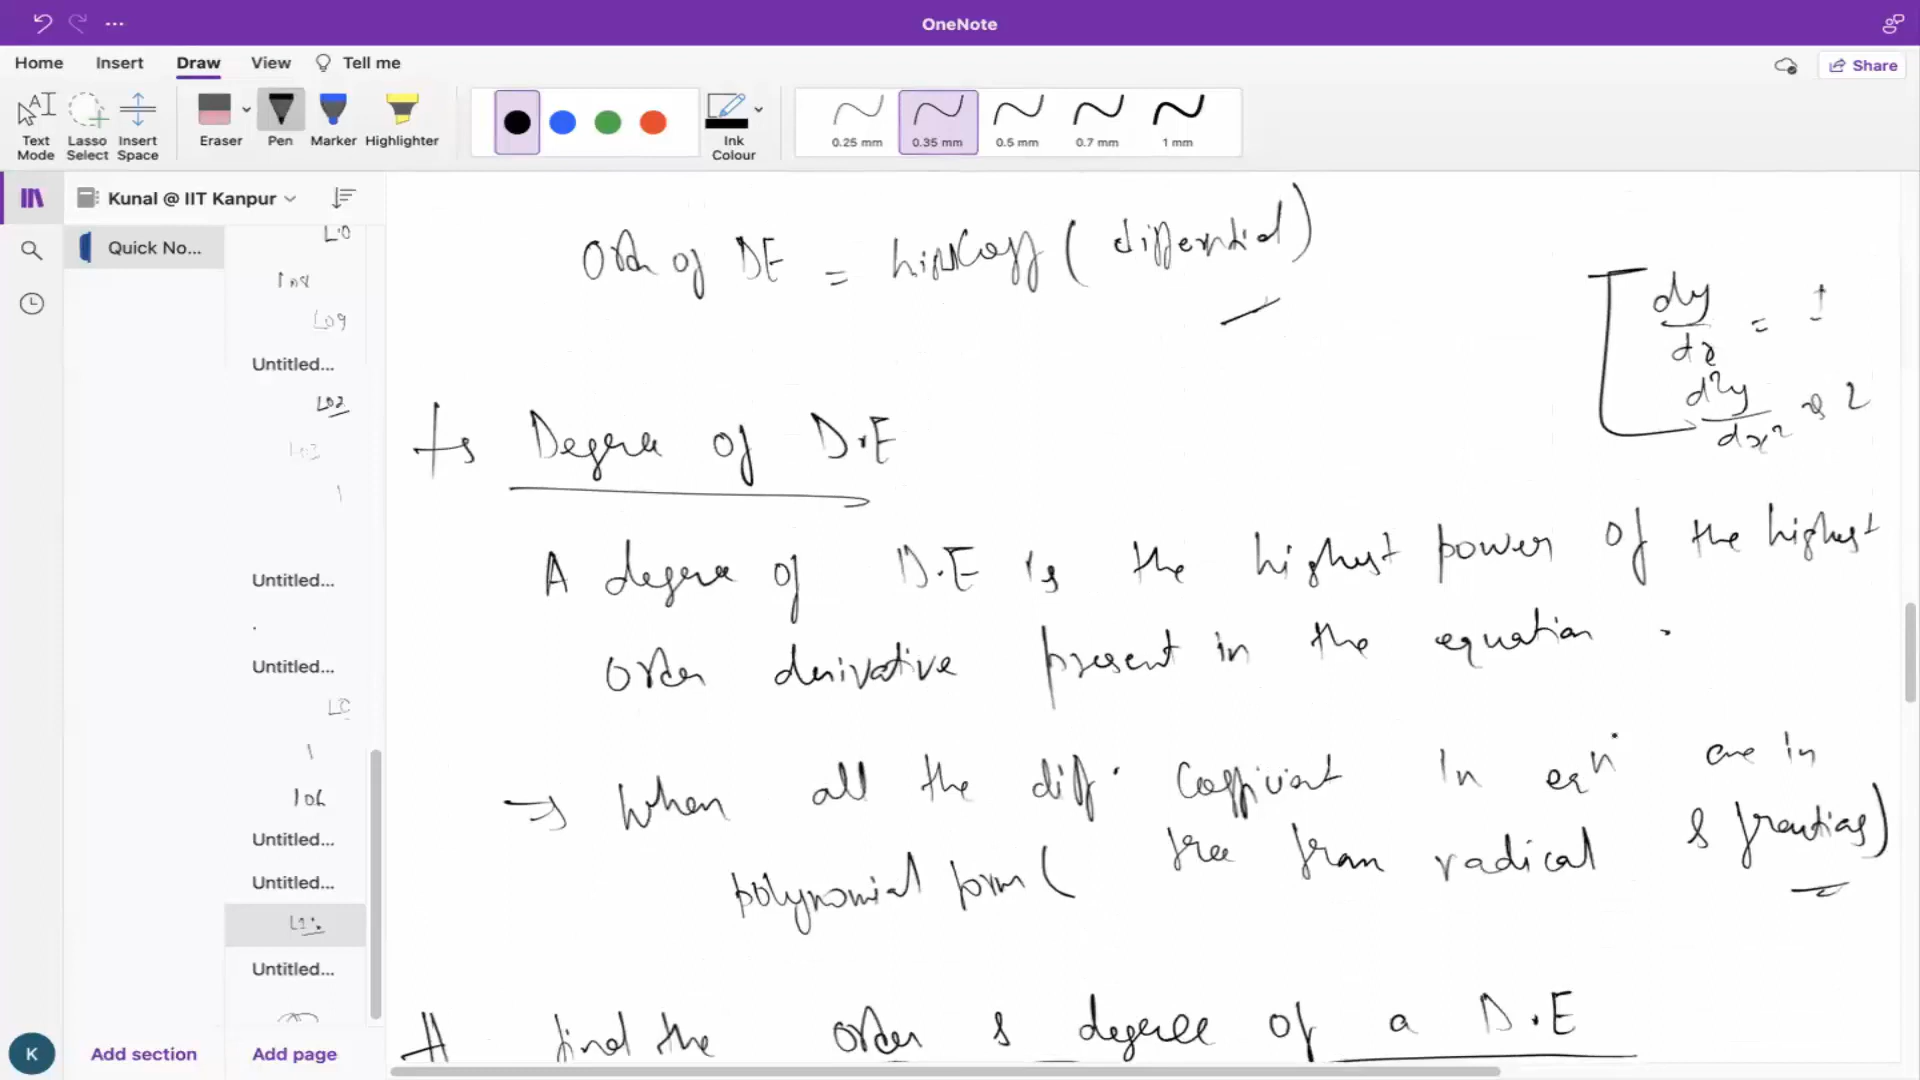 OneNote
Home Insert Draw View Tell me
Share
Text Mode
Lasso Select
Insert Space
Eraser
Pen
Marker
Highlighter
Ink Colour
0.25 mm
0.35 mm
0.5 mm
0.7 mm
1 mm
Kunal @ IIT Kanpur
Quick No...
L09
Untitled...
L02
Untitled...
Untitled...
Untitled...
Untitled...
Untitled...
K
Add section
Add page
of DE = (differential)
dy/dx = 1
d²y/dx² 2
Degree of D.E
A degree of D.E is the highest power of the highest
order derivative present in the equation .
→ When all the diff. in eqn are in
polynomial form ( free from radical &
# find the order & degree of a D.E